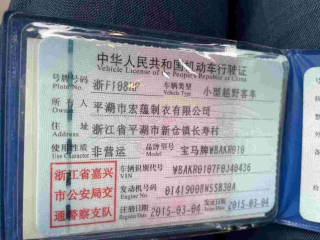 中华人民共和国机动车行驶证
Vehicle License of the People's Republic of China
号牌号码 浙F108 车辆类型 小型越野客车
Plate No. Vehicle Type
所有人 平湖市宏蕴制衣有限公司
Owner
住址 浙江省平湖市新仓镇长寿村
Address
使用性质 非营运 品牌型号 宝马牌WBAKR010
Use Character Model
浙江省嘉兴
市公安局交
通警察支队
车辆识别代号 WBAKR0107F0J40436
VIN
发动机号码 01419008N55B30A
Engine No.
注册日期 2015-03-04 发证日期 2015-03-04
Register Date Issue Date